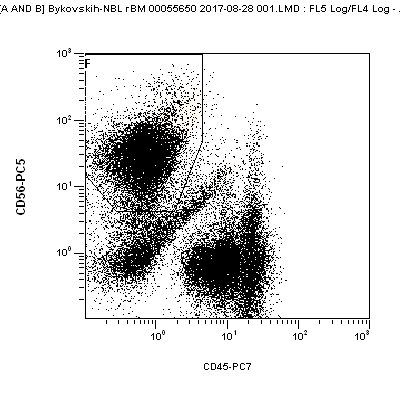 [A AND B] Bykovskih-NBL rBM 00055650 2017-08-28 001.LMD : FL5 Log/FL4 Log - .
F
CD56-PC5
10³
10²
10¹
10⁰
10⁰ 10¹ 10² 10³
CD45-PC7